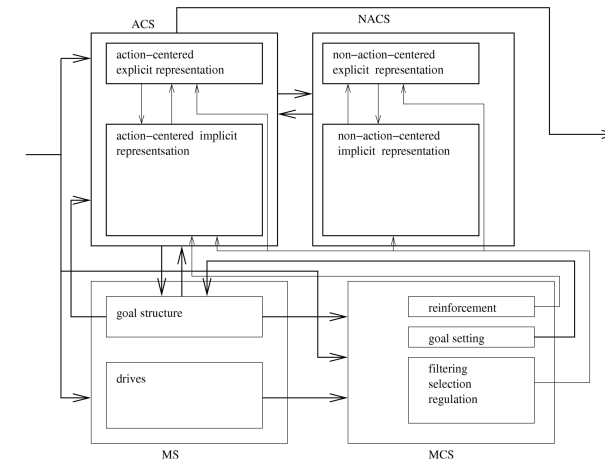 ACS
NACS
action−centered
explicit representation
non−action−centered
explicit representation
action−centered implicit
representsation
non−action−centered
implicit representation
goal structure
reinforcement
goal setting
drives
filtering
selection
regulation
MS
MCS